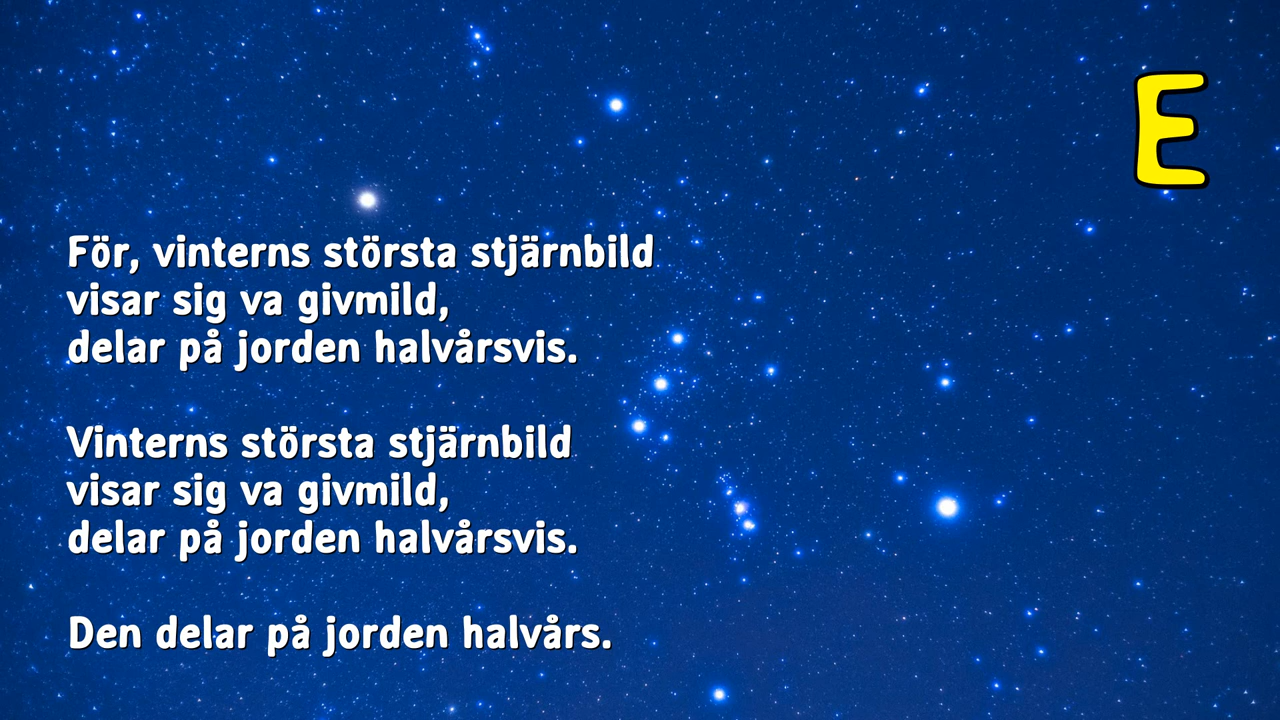 E
För, vinterns största stjärnbild
visar sig va givmild,
delar på jorden halvårsvis.
Vinterns största stjärnbild
visar sig va givmild,
delar på jorden halvårsvis.
Den delar på jorden halvårs.